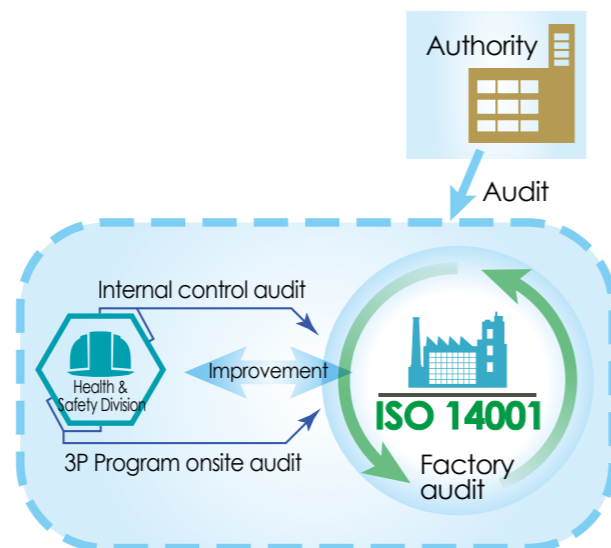 Authority
Audit
Internal control audit
Health &
Safety Division
Improvement
ISO 14001
3P Program onsite audit
Factory
audit